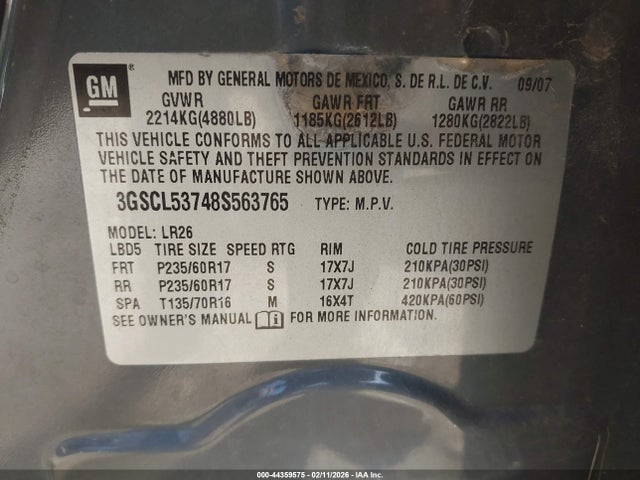 GM
MFD BY GENERAL MOTORS DE MEXICO, S. DE R.L. DE C.V. 09/07
GVWR GAWR FRT GAWR RR
2214KG(4880LB) 1185KG(2612LB) 1280KG(2822LB)
THIS VEHICLE CONFORMS TO ALL APPLICABLE U.S. FEDERAL MOTOR
VEHICLE SAFETY AND THEFT PREVENTION STANDARDS IN EFFECT ON
THE DATE OF MANUFACTURE SHOWN ABOVE.
3GSCL53748S563765 TYPE: M.P.V.
MODEL: LR26
LBD5 TIRE SIZE SPEED RTG RIM COLD TIRE PRESSURE
FRT P235/60R17 S 17X7J 210KPA(30PSI)
RR P235/60R17 S 17X7J 210KPA(30PSI)
SPA T135/70R16 M 16X4T 420KPA(60PSI)
SEE OWNER'S MANUAL FOR MORE INFORMATION.
000-44359575 - 02/11/2026 - IAA Inc.